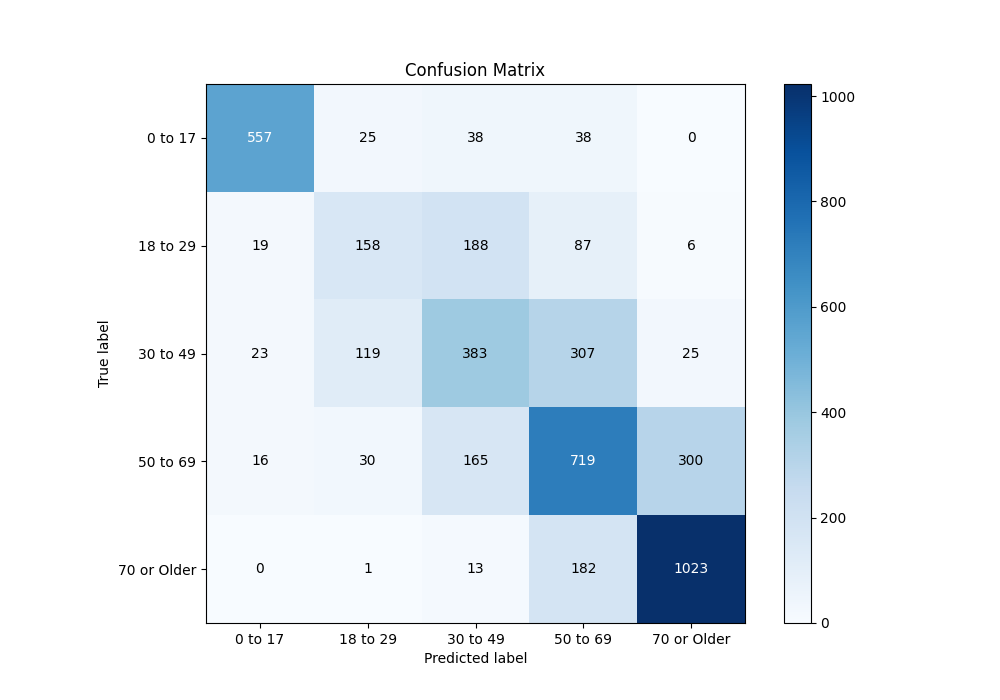 Confusion Matrix
True label
0 to 17 557 25 38 38 0
18 to 29 19 158 188 87 6
30 to 49 23 119 383 307 25
50 to 69 16 30 165 719 300
70 or Older 0 1 13 182 1023
0 to 17 18 to 29 30 to 49 50 to 69 70 or Older
Predicted label
1000
800
600
400
200
0